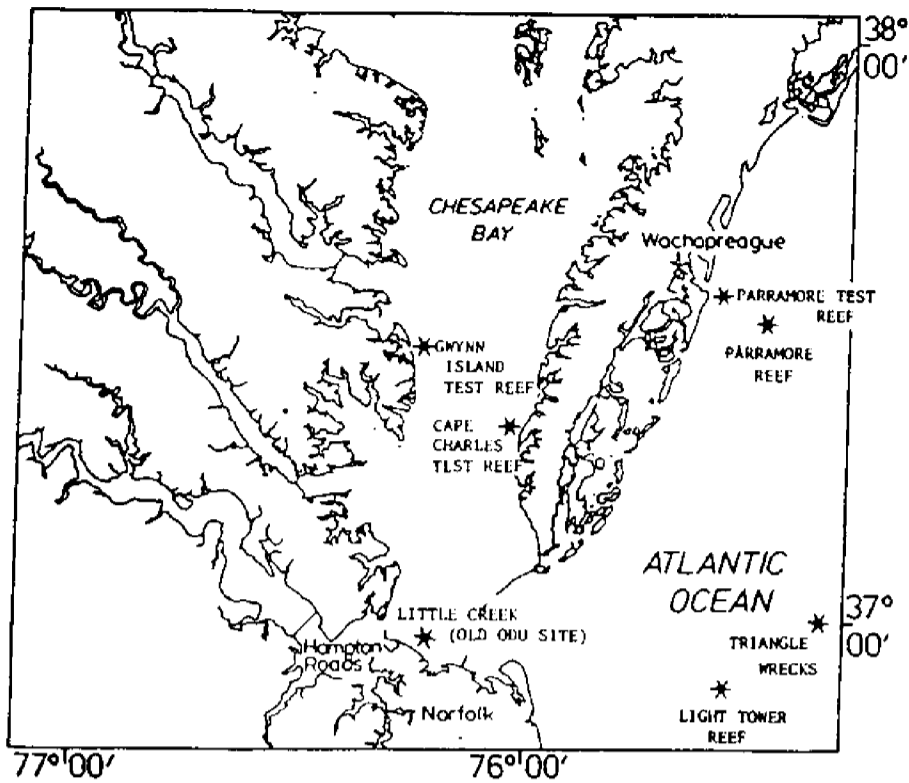 38°
00'
CHESAPEAKE
BAY
Wachapreague
PARRAMORE TEST
REEF
PARRAMORE
REEF
GWYNN
ISLAND
TEST REEF
CAPE
CHARLES
TEST REEF
ATLANTIC
OCEAN
37°
00'
LITTLE CREEK
(OLD ODU SITE)
TRIANGLE
WRECKS
Hampton
Roads
Norfolk
LIGHT TOWER
REEF
77°00'
76°00'